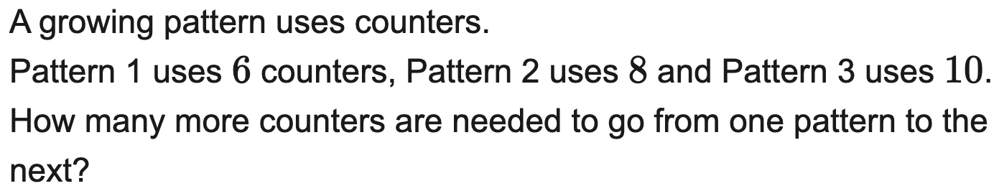 A growing pattern uses counters.
Pattern 1 uses 6 counters, Pattern 2 uses 8 and Pattern 3 uses 10.
How many more counters are needed to go from one pattern to the
next?